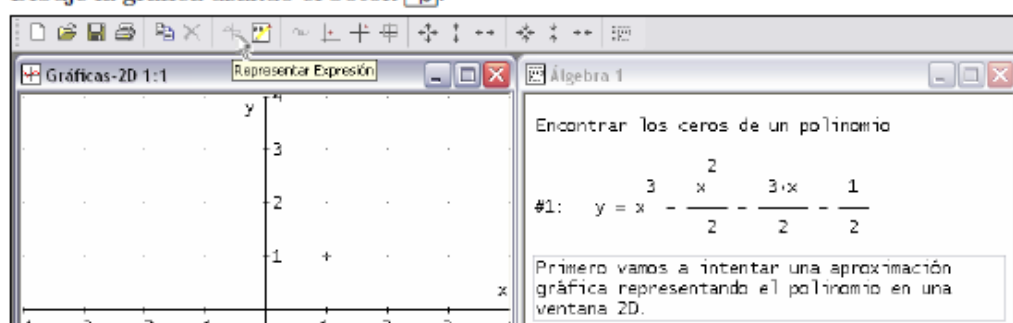 Gráficas-2D 1:1
Representar Expresión
y
3
2
1
x
Álgebra 1
Encontrar los ceros de un polinomio
#1: y = x^3 - x^2/2 - 3·x/2 - 1/2
Primero vamos a intentar una aproximación
gráfica representando el polinomio en una
ventana 2D.